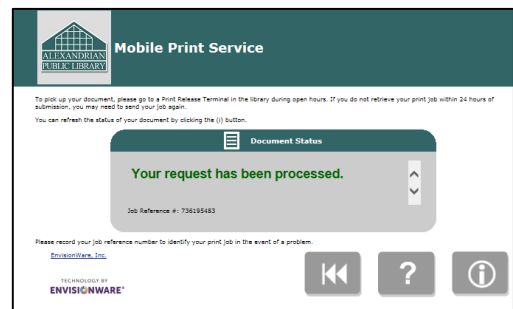 ALEXANDRIAN
PUBLIC LIBRARY
Mobile Print Service
To pick up your document, please go to a Print Release Terminal in the library during open hours. If you do not retrieve your print job within 24 hours of
submission, you may need to send your job again.
You can refresh the status of your document by clicking the (i) button.
Document Status
Your request has been processed.
Job Reference #: 736195483
Please record your job reference number to identify your print job in the event of a problem.
EnvisionWare, Inc.
TECHNOLOGY BY
ENVISIONWARE
?
i